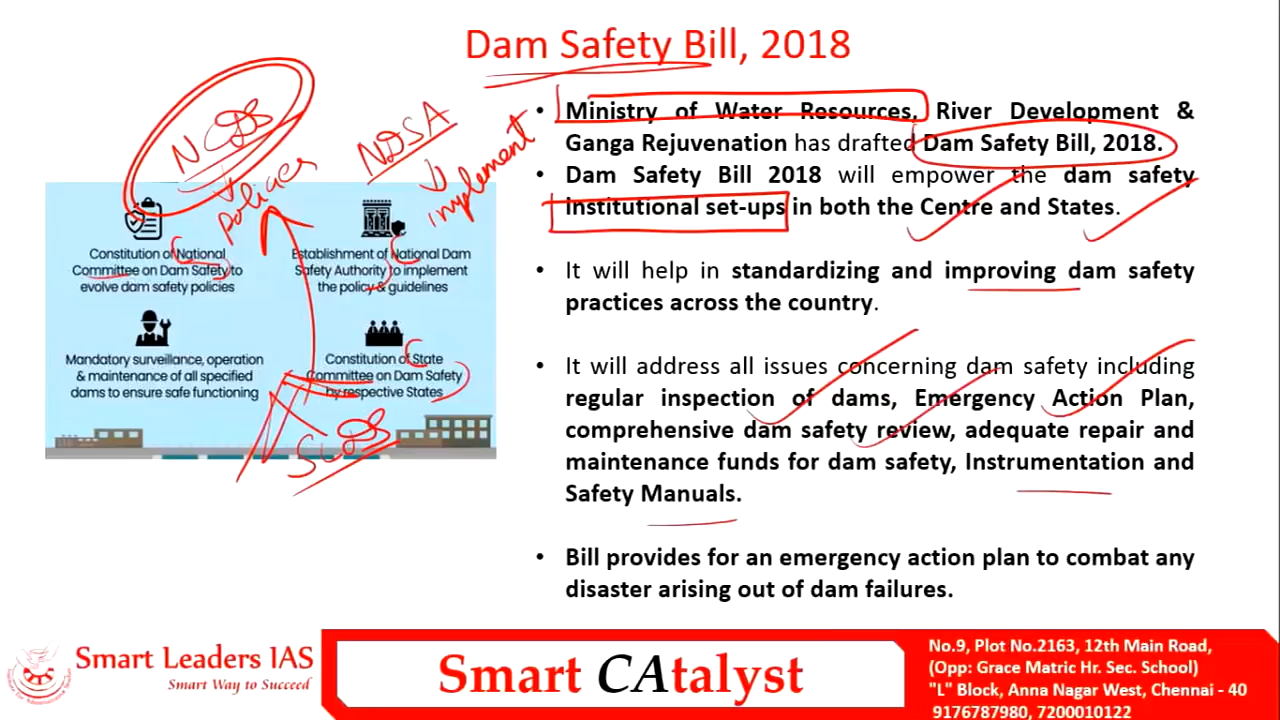 Dam Safety Bill, 2018
NCDS
policies
NDSA
implement
Constitution of National
Committee on Dam Safety to
evolve dam safety policies
Establishment of National Dam
Safety Authority to implement
the policy & guidelines
Mandatory surveillance, operation
& maintenance of all specified
dams to ensure safe functioning
Constitution of State
Committee on Dam Safety
by respective States
SCDS
• Ministry of Water Resources, River Development &
Ganga Rejuvenation has drafted Dam Safety Bill, 2018.
• Dam Safety Bill 2018 will empower the dam safety
institutional set-ups in both the Centre and States.
• It will help in standardizing and improving dam safety
practices across the country.
• It will address all issues concerning dam safety including
regular inspection of dams, Emergency Action Plan,
comprehensive dam safety review, adequate repair and
maintenance funds for dam safety, Instrumentation and
Safety Manuals.
• Bill provides for an emergency action plan to combat any
disaster arising out of dam failures.
Smart Leaders IAS
Smart Way to Succeed
Smart CAtalyst
No.9, Plot No.2163, 12th Main Road,
(Opp: Grace Matric Hr. Sec. School)
"L" Block, Anna Nagar West, Chennai - 40
9176787980, 7200010122